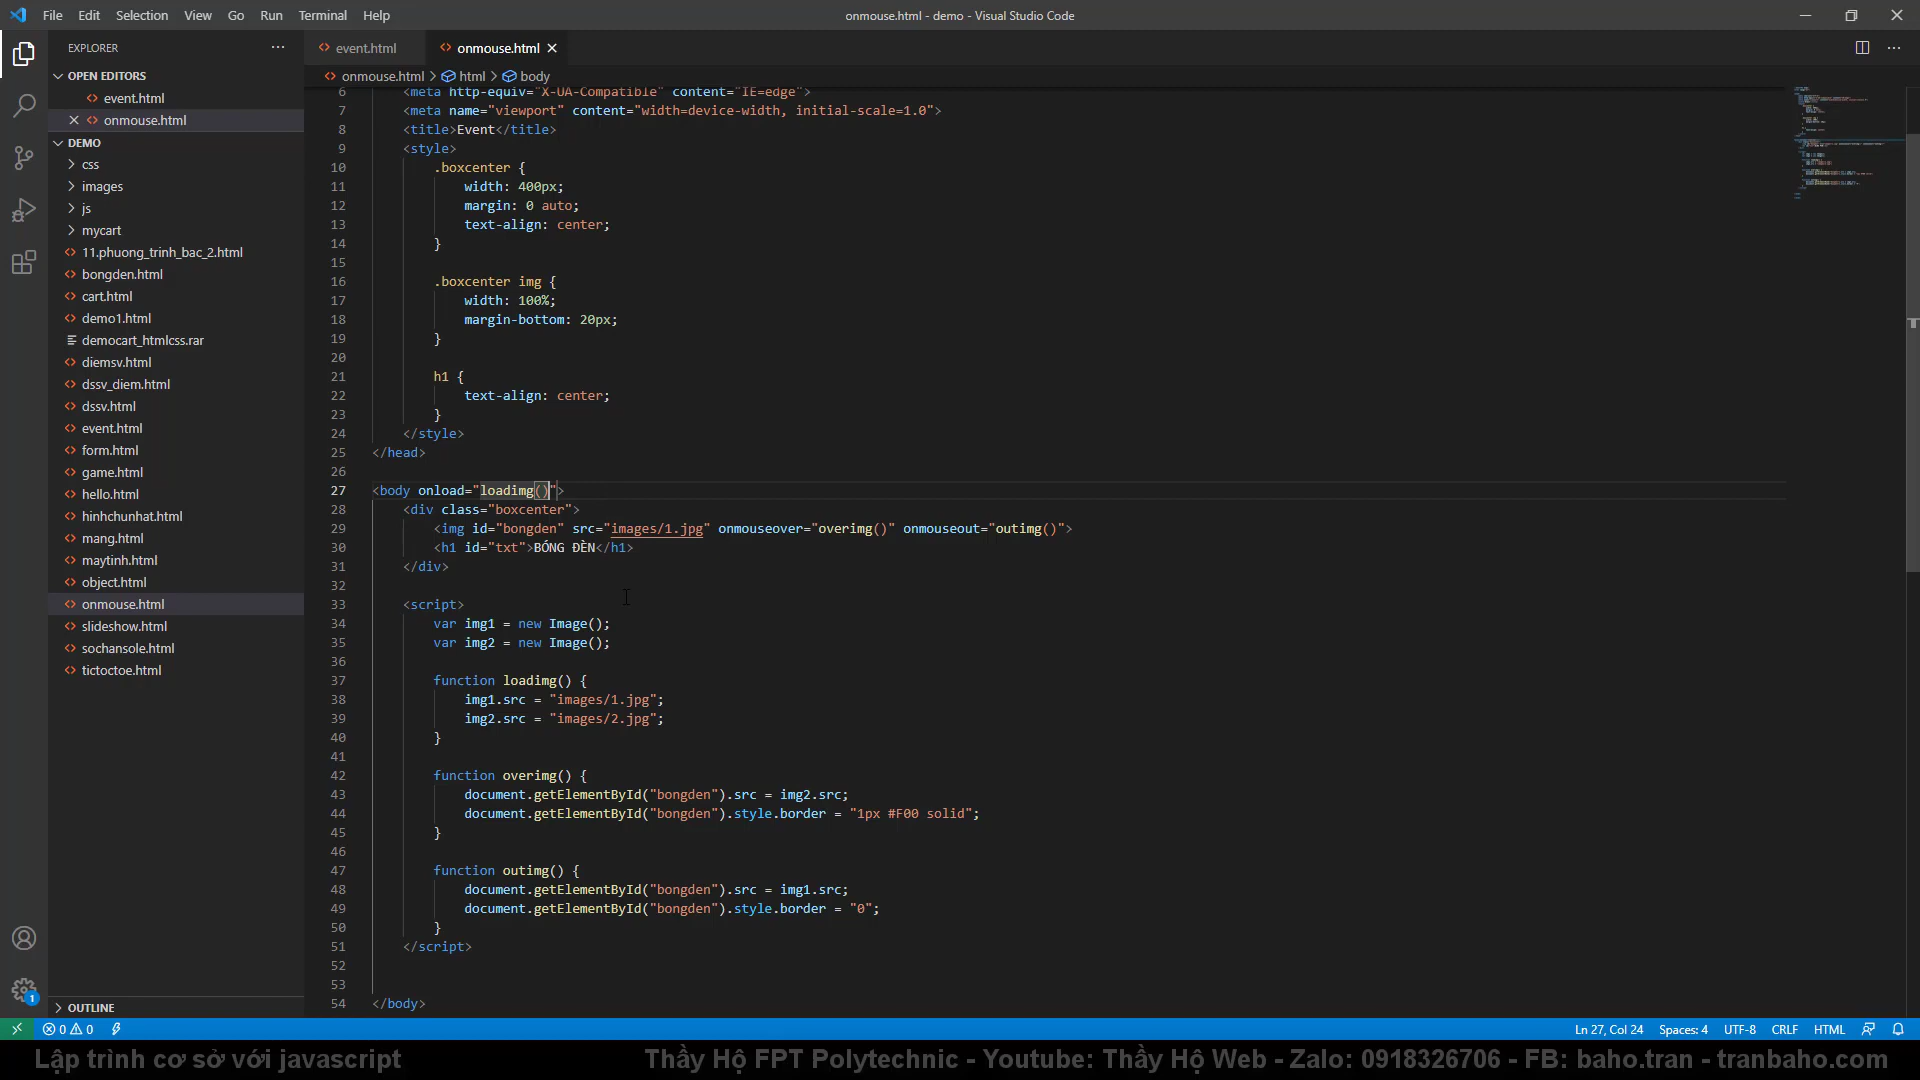 File Edit Selection View Go Run Terminal Help
onmouse.html - demo - Visual Studio Code
EXPLORER
OPEN EDITORS
event.html
onmouse.html
DEMO
css
images
js
mycart
11.phuong_trinh_bac_2.html
bongden.html
cart.html
demo1.html
democart_htmlcss.rar
diemsv.html
dssv_diem.html
dssv.html
event.html
form.html
game.html
hello.html
hinhchunhat.html
mang.html
maytinh.html
object.html
onmouse.html
slideshow.html
sochansole.html
tictoctoe.html
OUTLINE
event.html onmouse.html
onmouse.html > html > body
6 <meta http-equiv="X-UA-Compatible" content="IE=edge">
7 <meta name="viewport" content="width=device-width, initial-scale=1.0">
8 <title>Event</title>
9 <style>
10 .boxcenter {
11 width: 400px;
12 margin: 0 auto;
13 text-align: center;
14 }
15
16 .boxcenter img {
17 width: 100%;
18 margin-bottom: 20px;
19 }
20
21 h1 {
22 text-align: center;
23 }
24 </style>
25 </head>
26
27 <body onload="loadimg()">
28 <div class="boxcenter">
29 <img id="bongden" src="images/1.jpg" onmouseover="overimg()" onmouseout="outimg()">
30 <h1 id="txt">BÓNG ĐÈN</h1>
31 </div>
32
33 <script>
34 var img1 = new Image();
35 var img2 = new Image();
36
37 function loadimg() {
38 img1.src = "images/1.jpg";
39 img2.src = "images/2.jpg";
40 }
41
42 function overimg() {
43 document.getElementById("bongden").src = img2.src;
44 document.getElementById("bongden").style.border = "1px #F00 solid";
45 }
46
47 function outimg() {
48 document.getElementById("bongden").src = img1.src;
49 document.getElementById("bongden").style.border = "0";
50 }
51 </script>
52
53
54 </body>
1
0 0
Ln 27, Col 24 Spaces: 4 UTF-8 CRLF HTML
Lập trình cơ sở với javascript
Thầy Hộ FPT Polytechnic - Youtube: Thầy Hộ Web - Zalo: 0918326706 - FB: baho.tran - tranbaho.com